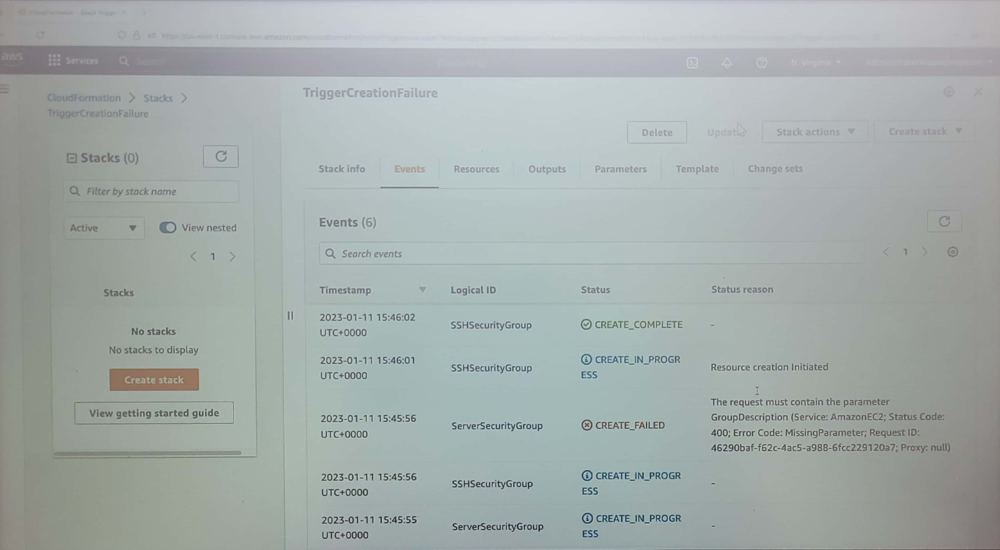 CloudFormation - Stack Trigger
aws
Services
Search
N. Virginia
CloudFormation > Stacks >
TriggerCreationFailure
Stacks (0)
Filter by stack name
Active
View nested
1
Stacks
No stacks
No stacks to display
Create stack
View getting started guide
TriggerCreationFailure
Delete
Update
Stack actions
Create stack
Stack info
Events
Resources
Outputs
Parameters
Template
Change sets
Events (6)
Search events
1
Timestamp
Logical ID
Status
Status reason
2023-01-11 15:46:02
UTC+0000
SSHSecurityGroup
CREATE_COMPLETE
-
2023-01-11 15:46:01
UTC+0000
SSHSecurityGroup
CREATE_IN_PROGR
ESS
Resource creation Initiated
2023-01-11 15:45:56
UTC+0000
ServerSecurityGroup
CREATE_FAILED
The request must contain the parameter
GroupDescription (Service: AmazonEC2; Status Code:
400; Error Code: MissingParameter; Request ID:
46290baf-f62c-4ac5-a988-6fcc229120a7; Proxy: null)
2023-01-11 15:45:56
UTC+0000
SSHSecurityGroup
CREATE_IN_PROGR
ESS
-
2023-01-11 15:45:55
UTC+0000
ServerSecurityGroup
CREATE_IN_PROGR
ESS
-